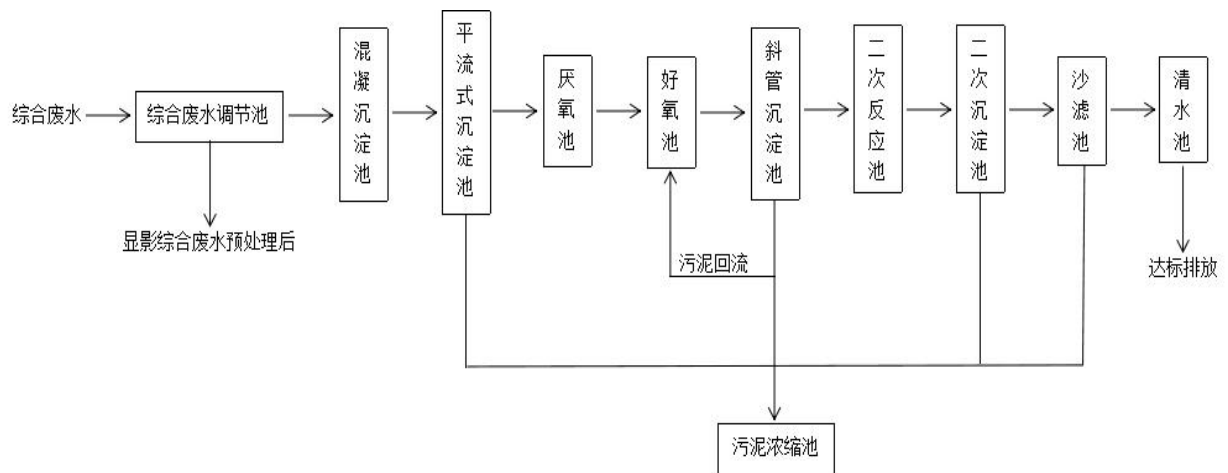 综合废水
综合废水调节池
混凝沉淀池
平流式沉淀池
厌氧池
好氧池
斜管沉淀池
二次反应池
二次沉淀池
沙滤池
清水池
显影综合废水预处理后
污泥回流
达标排放
污泥浓缩池